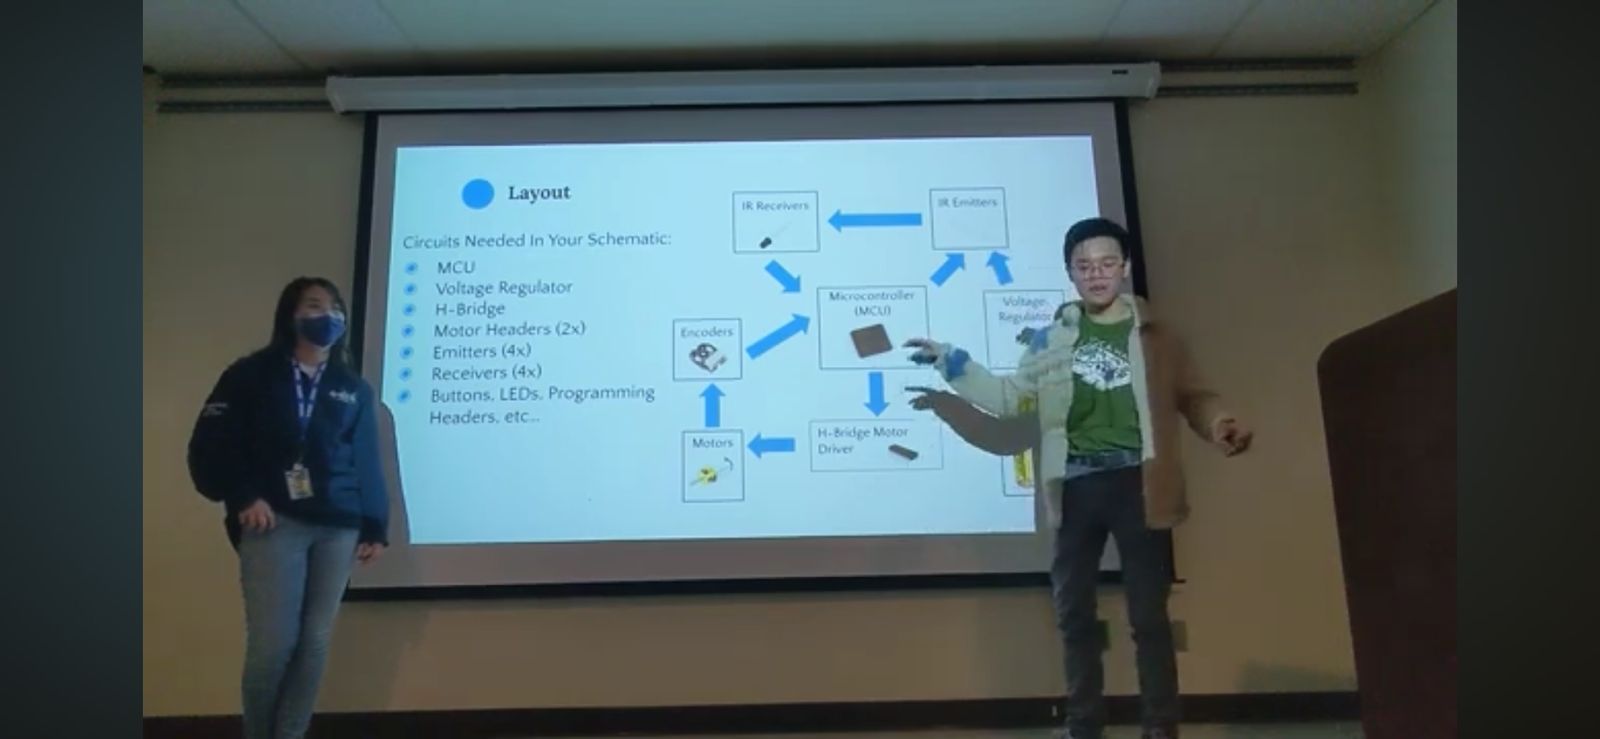 Layout
Circuits Needed In Your Schematic:
MCU
Voltage Regulator
H-Bridge
Motor Headers (2x)
Emitters (4x)
Receivers (4x)
Buttons, LEDs, Programming
Headers, etc...
IR Receivers
IR Emitters
Microcontroller
(MCU)
Voltage
Regulator
Encoders
H-Bridge Motor
Driver
Motors